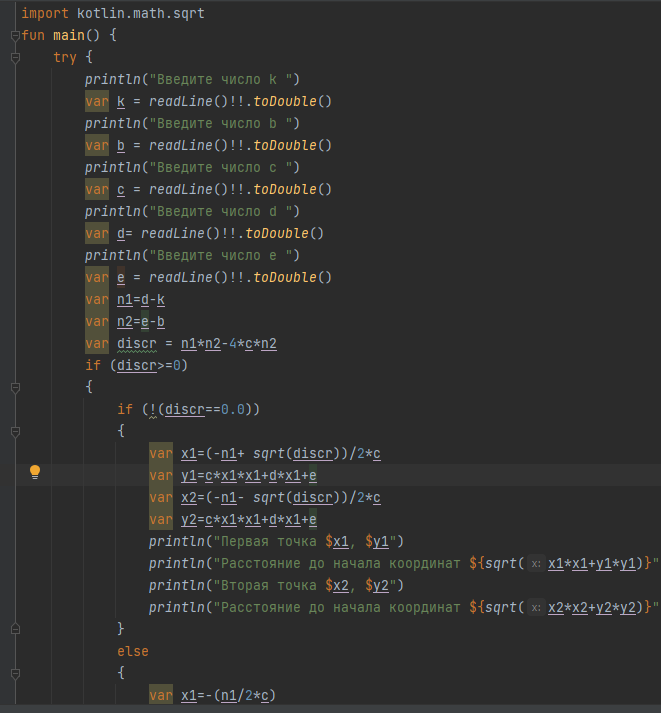 import kotlin.math.sqrt
fun main() {
try {
println("Введите число k ")
var k = readLine()!!.toDouble()
println("Введите число b ")
var b = readLine()!!.toDouble()
println("Введите число c ")
var c = readLine()!!.toDouble()
println("Введите число d ")
var d= readLine()!!.toDouble()
println("Введите число e ")
var e = readLine()!!.toDouble()
var n1=d-k
var n2=e-b
var discr = n1*n2-4*c*n2
if (discr>=0)
{
if (!(discr==0.0))
{
var x1=(-n1+ sqrt(discr))/2*c
var y1=c*x1*x1+d*x1+e
var x2=(-n1- sqrt(discr))/2*c
var y2=c*x1*x1+d*x1+e
println("Первая точка $x1, $y1")
println("Расстояние до начала координат ${sqrt( x: x1*x1+y1*y1)}"
println("Вторая точка $x2, $y2")
println("Расстояние до начала координат ${sqrt( x: x2*x2+y2*y2)}"
}
else
{
var x1=-(n1/2*c)